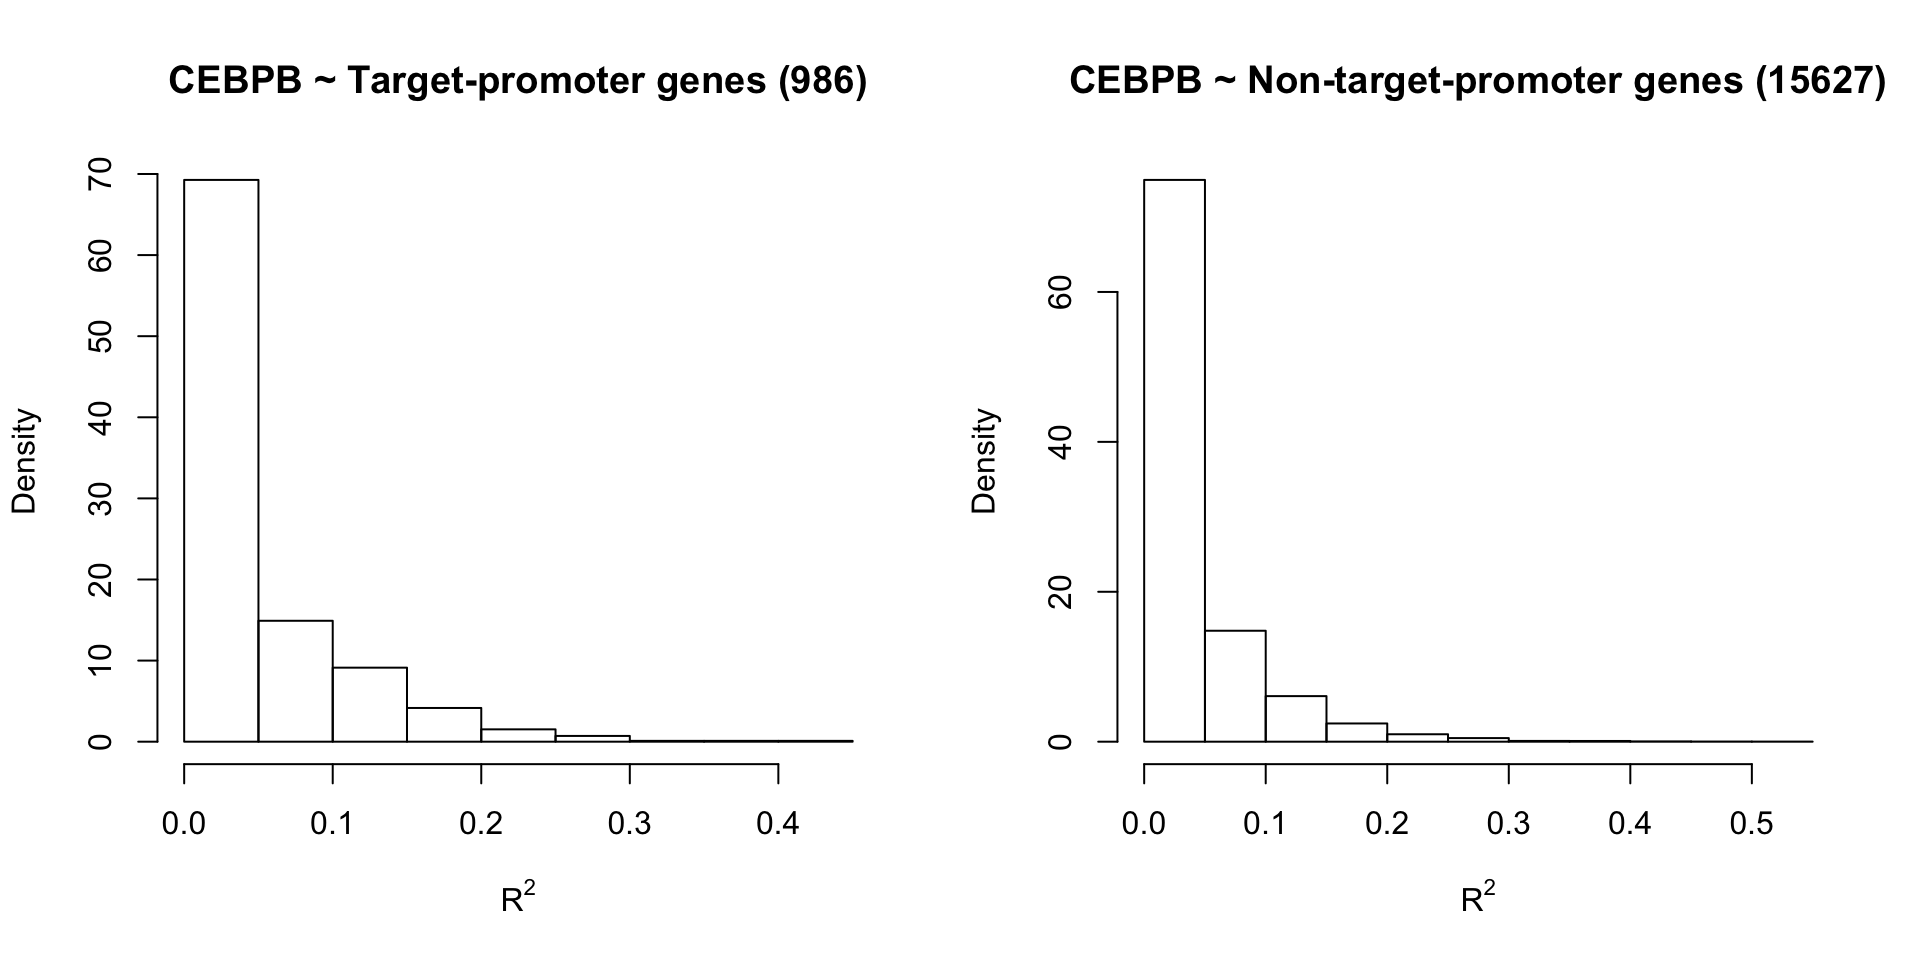 CEBPB ~ Target-promoter genes (986)
Density
70
60
50
40
30
20
10
0
0.0 0.1 0.2 0.3 0.4
R²
CEBPB ~ Non-target-promoter genes (15627)
Density
60
40
20
0
0.0 0.1 0.2 0.3 0.4 0.5
R²